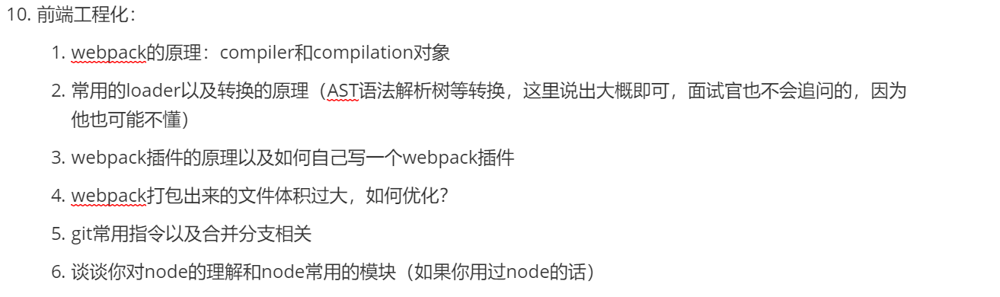 10. 前端工程化：
1. webpack的原理：compiler和compilation对象
2. 常用的loader以及转换的原理（AST语法解析树等转换，这里说出大概即可，面试官也不会追问的，因为
他也可能不懂）
3. webpack插件的原理以及如何自己写一个webpack插件
4. webpack打包出来的文件体积过大，如何优化？
5. git常用指令以及合并分支相关
6. 谈谈你对node的理解和node常用的模块（如果你用过node的话）